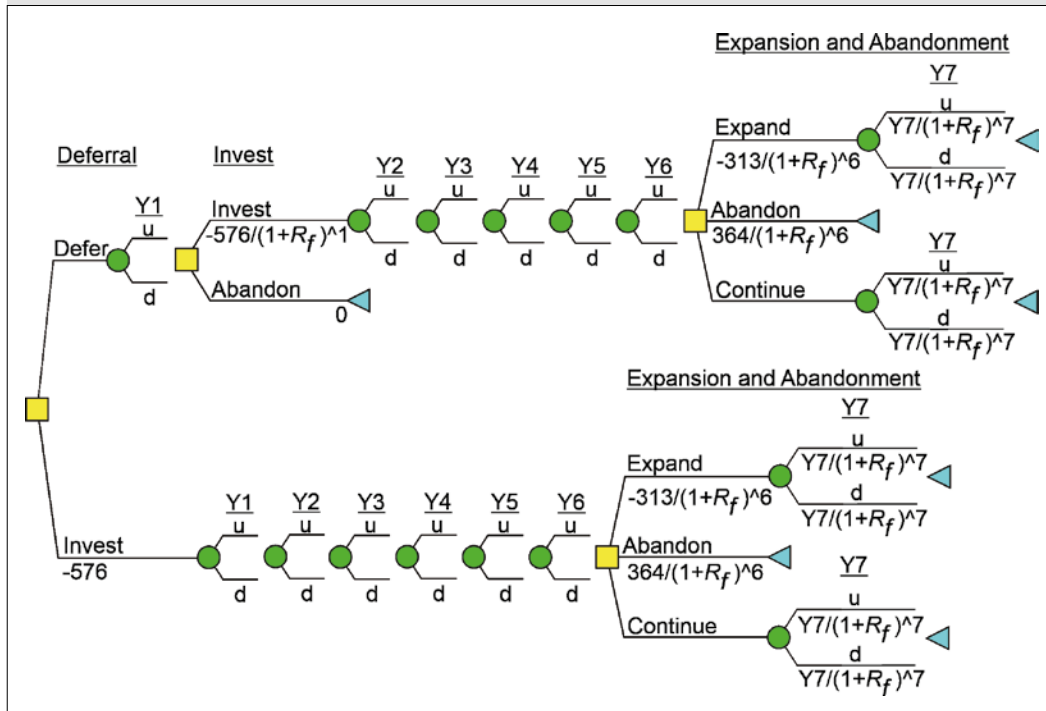 Expansion and Abandonment
Y7
u
Y7/(1+Rf)^7
d
Y7/(1+Rf)^7
Expand
-313/(1+Rf)^6
Deferral
Invest
Y1
u
d
Defer
Invest
-576/(1+Rf)^1
Abandon
0
Y2
u
d
Y3
u
d
Y4
u
d
Y5
u
d
Y6
u
d
Abandon
364/(1+Rf)^6
Continue
Y7
u
Y7/(1+Rf)^7
d
Y7/(1+Rf)^7
Expansion and Abandonment
Invest
-576
Y1
u
d
Y2
u
d
Y3
u
d
Y4
u
d
Y5
u
d
Y6
u
d
Expand
-313/(1+Rf)^6
Y7
u
Y7/(1+Rf)^7
d
Y7/(1+Rf)^7
Abandon
364/(1+Rf)^6
Continue
Y7
u
Y7/(1+Rf)^7
d
Y7/(1+Rf)^7